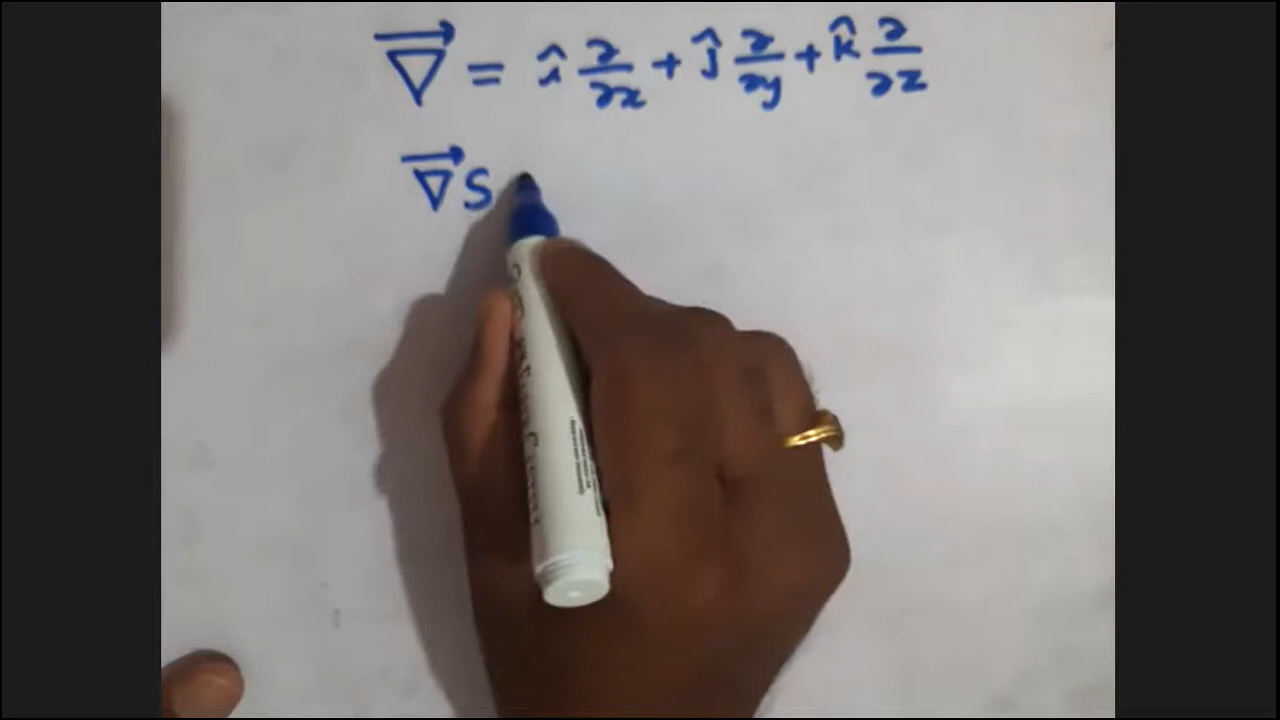 ∇⃗ = î ∂/∂x + ĵ ∂/∂y + k̂ ∂/∂z
∇⃗ S